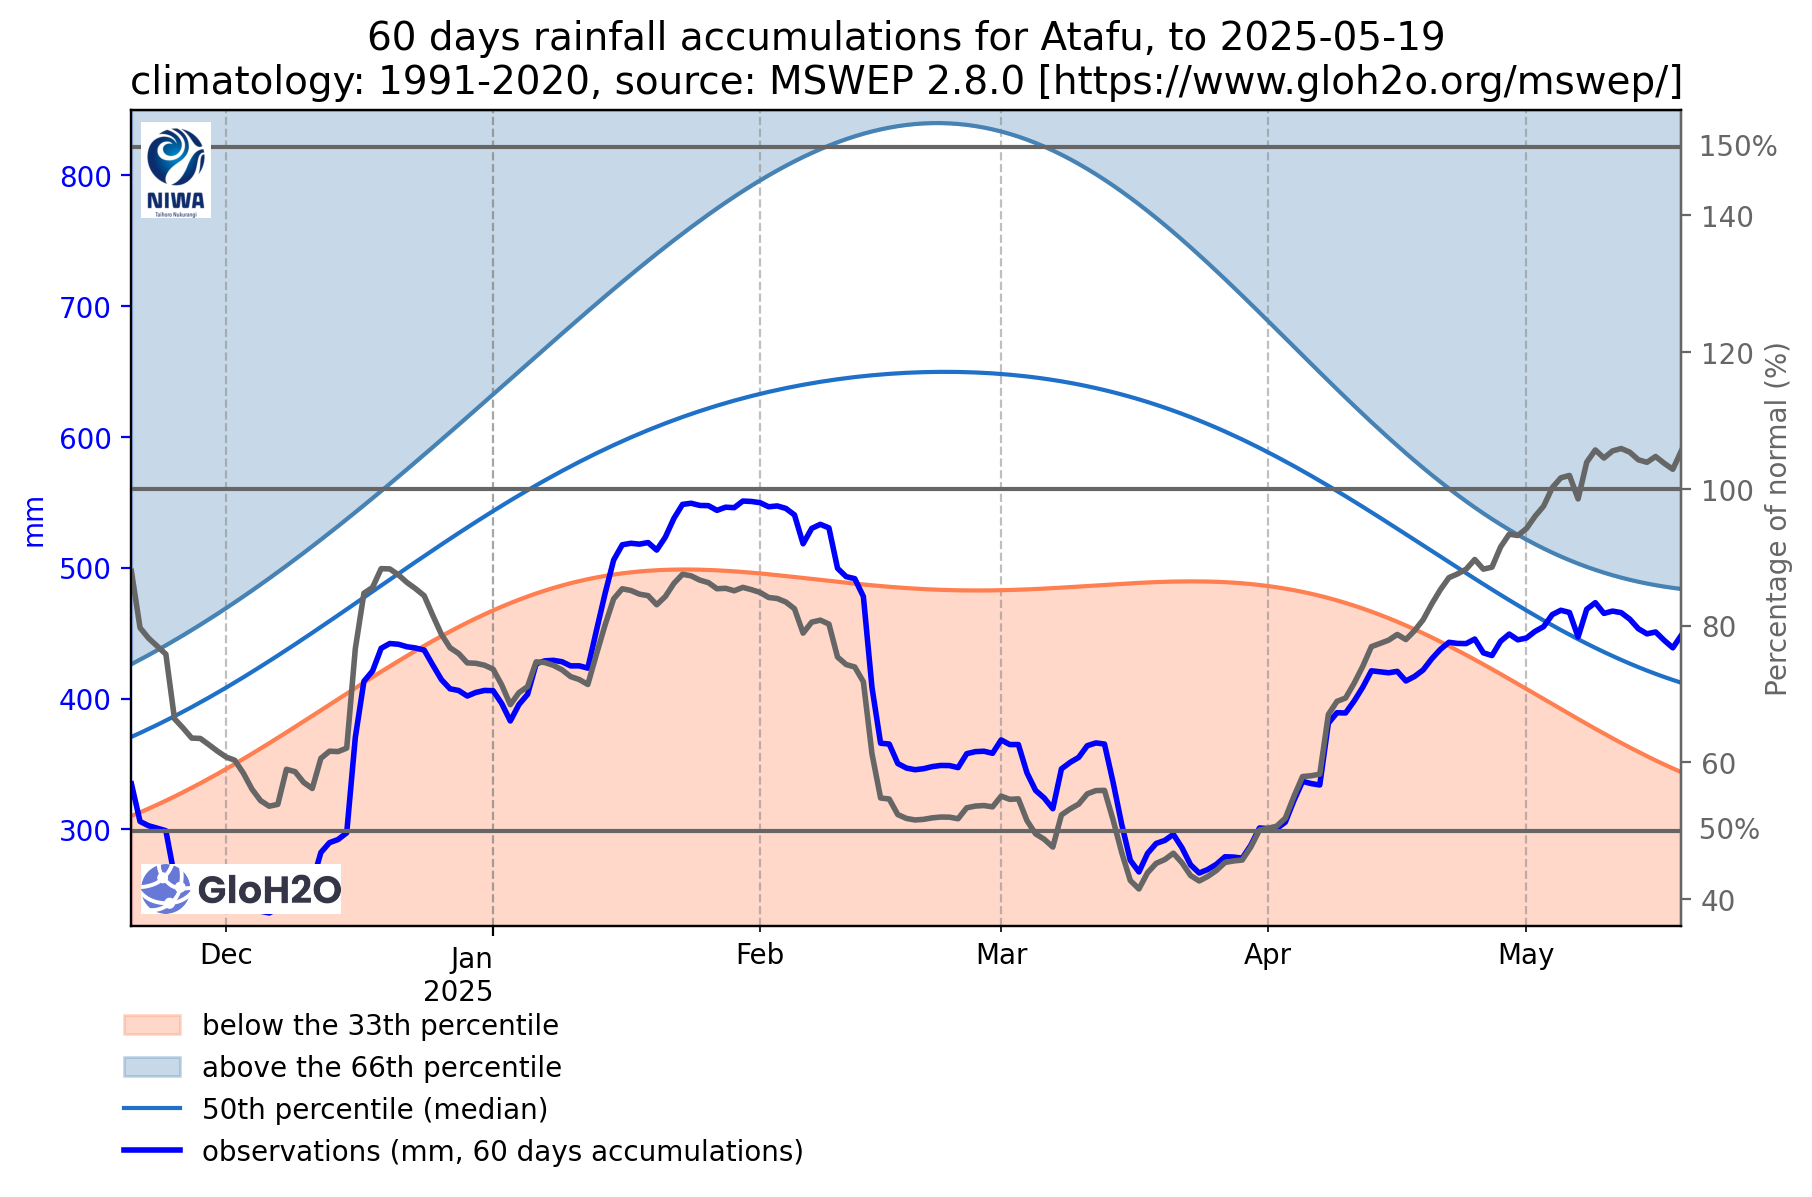 60 days rainfall accumulations for Atafu, to 2025-05-19
climatology: 1991-2020, source: MSWEP 2.8.0 [https://www.gloh2o.org/mswep/]
NIWA
Taihoro Nukurangi
800
700
600
500
400
300
mm
150%
140
120
100
80
60
50%
40
Percentage of normal (%)
GloH2O
Dec
Jan
2025
Feb
Mar
Apr
May
below the 33th percentile
above the 66th percentile
50th percentile (median)
observations (mm, 60 days accumulations)